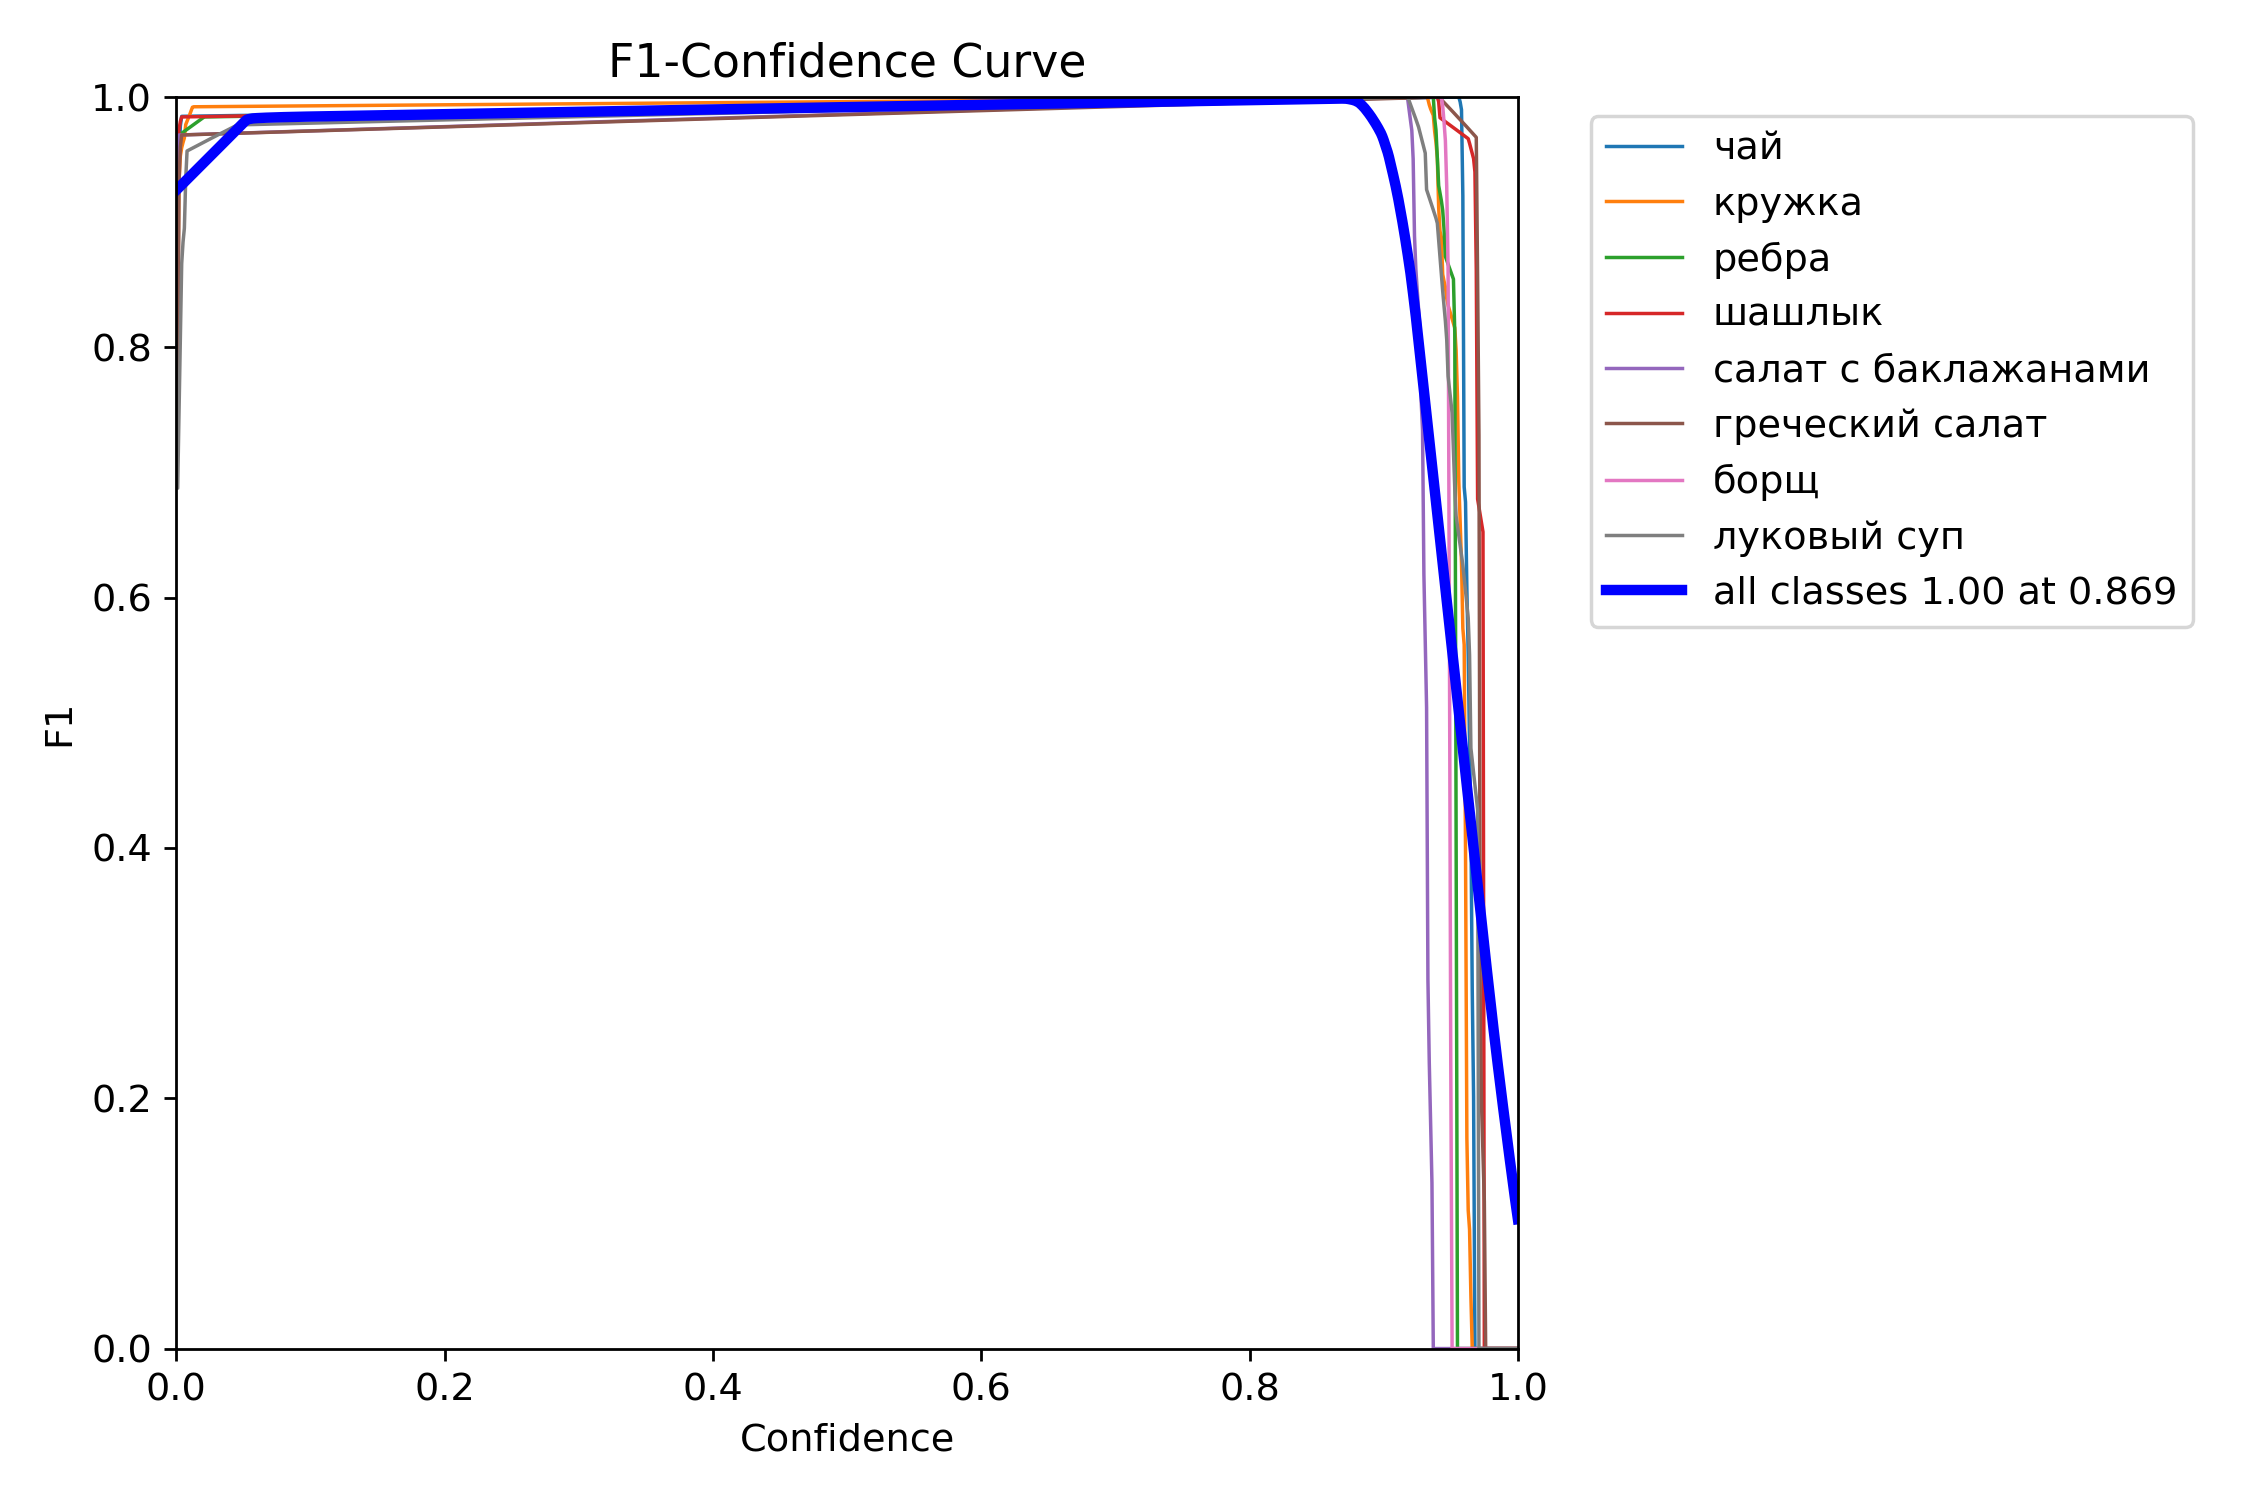 F1-Confidence Curve
1.0
0.8
0.6
0.4
0.2
0.0
F1
0.0 0.2 0.4 0.6 0.8 1.0
Confidence
чай
кружка
ребра
шашлык
салат с баклажанами
греческий салат
борщ
луковый суп
all classes 1.00 at 0.869